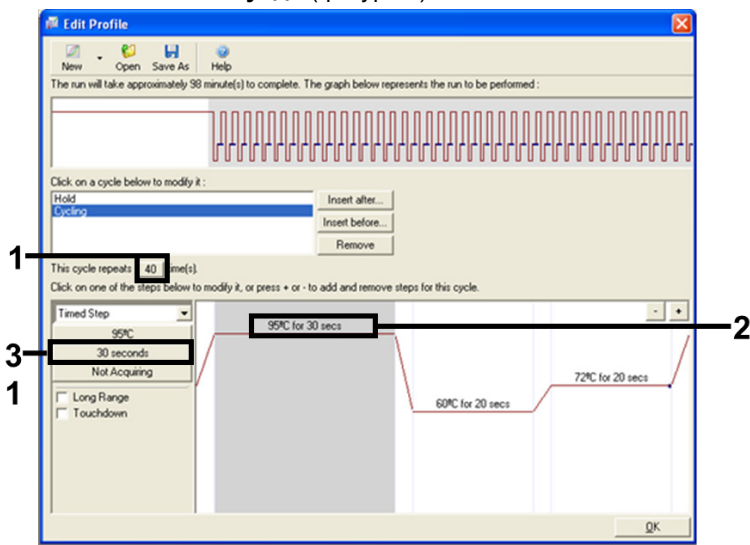 Edit Profile
New Open Save As Help
The run will take approximately 98 minute(s) to complete. The graph below represents the run to be performed :
Click on a cycle below to modify it :
Hold
Cycling
Insert after...
Insert before...
Remove
1
This cycle repeats 40 time(s).
Click on one of the steps below to modify it, or press + or - to add and remove steps for this cycle.
Timed Step
- +
95ºC
95ºC for 30 secs
2
3
30 seconds
Not Acquiring
72ºC for 20 secs
1
Long Range
60ºC for 20 secs
Touchdown
OK